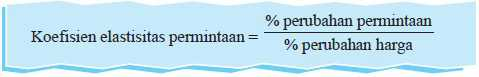 Koefisien elastisitas permintaan = % perubahan permintaan / % perubahan harga